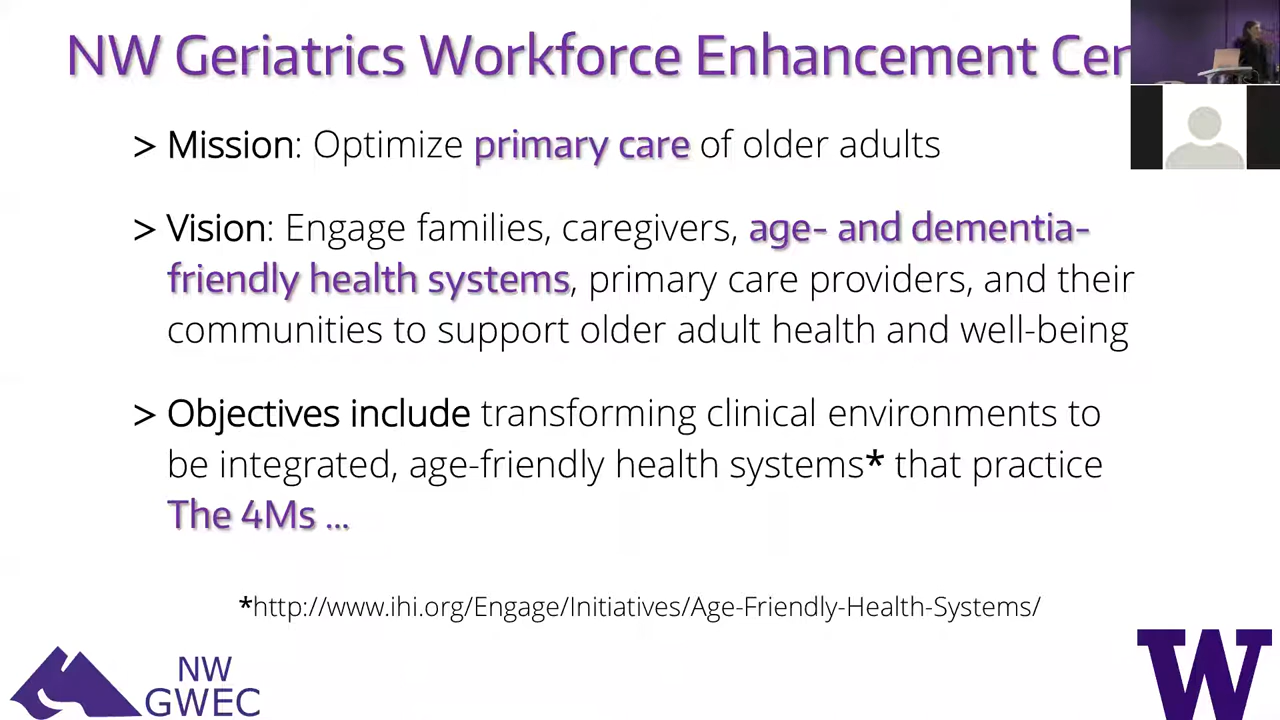 NW Geriatrics Workforce Enhancement Cen
> Mission: Optimize primary care of older adults
> Vision: Engage families, caregivers, age- and dementia-
friendly health systems, primary care providers, and their
communities to support older adult health and well-being
> Objectives include transforming clinical environments to
be integrated, age-friendly health systems* that practice
The 4Ms ...
*http://www.ihi.org/Engage/Initiatives/Age-Friendly-Health-Systems/
NW
GWEC
W